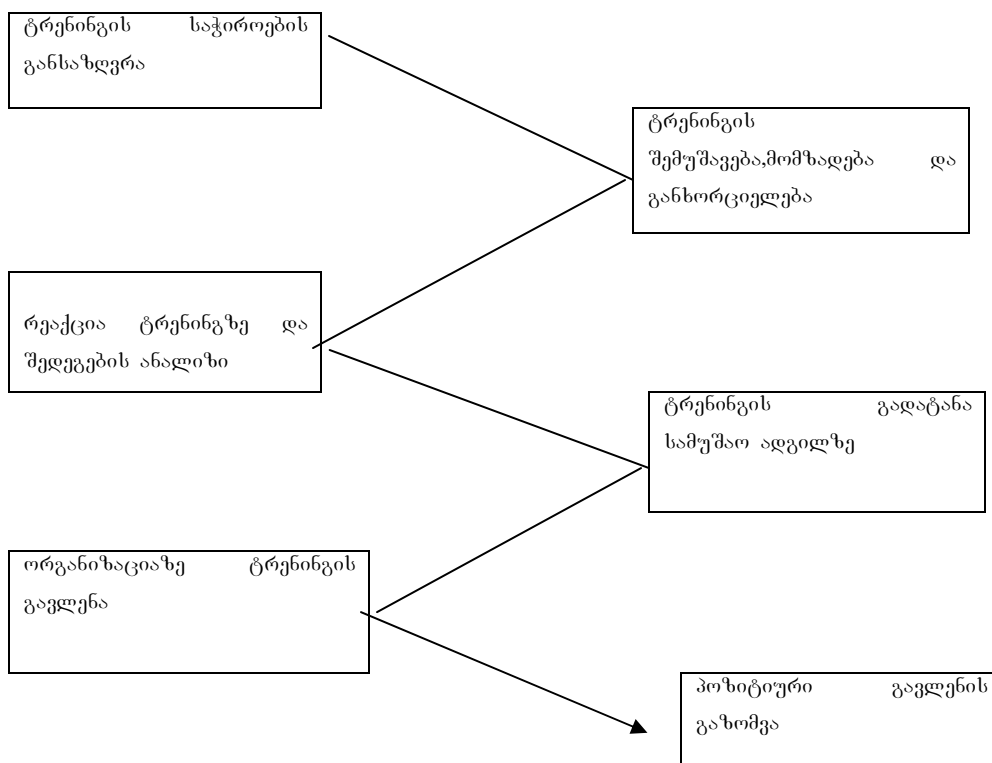 ტრენინგის საჭიროების
განსაზღვრა
ტრენინგის
შემუშავება,მომზადება და
განხორციელება
რეაქცია ტრენინგზე და
შედეგების ანალიზი
ტრენინგის გადატანა
სამუშაო ადგილზე
ორგანიზაციაზე ტრენინგის
გავლენა
პოზიტიური გავლენის
გაზომვა